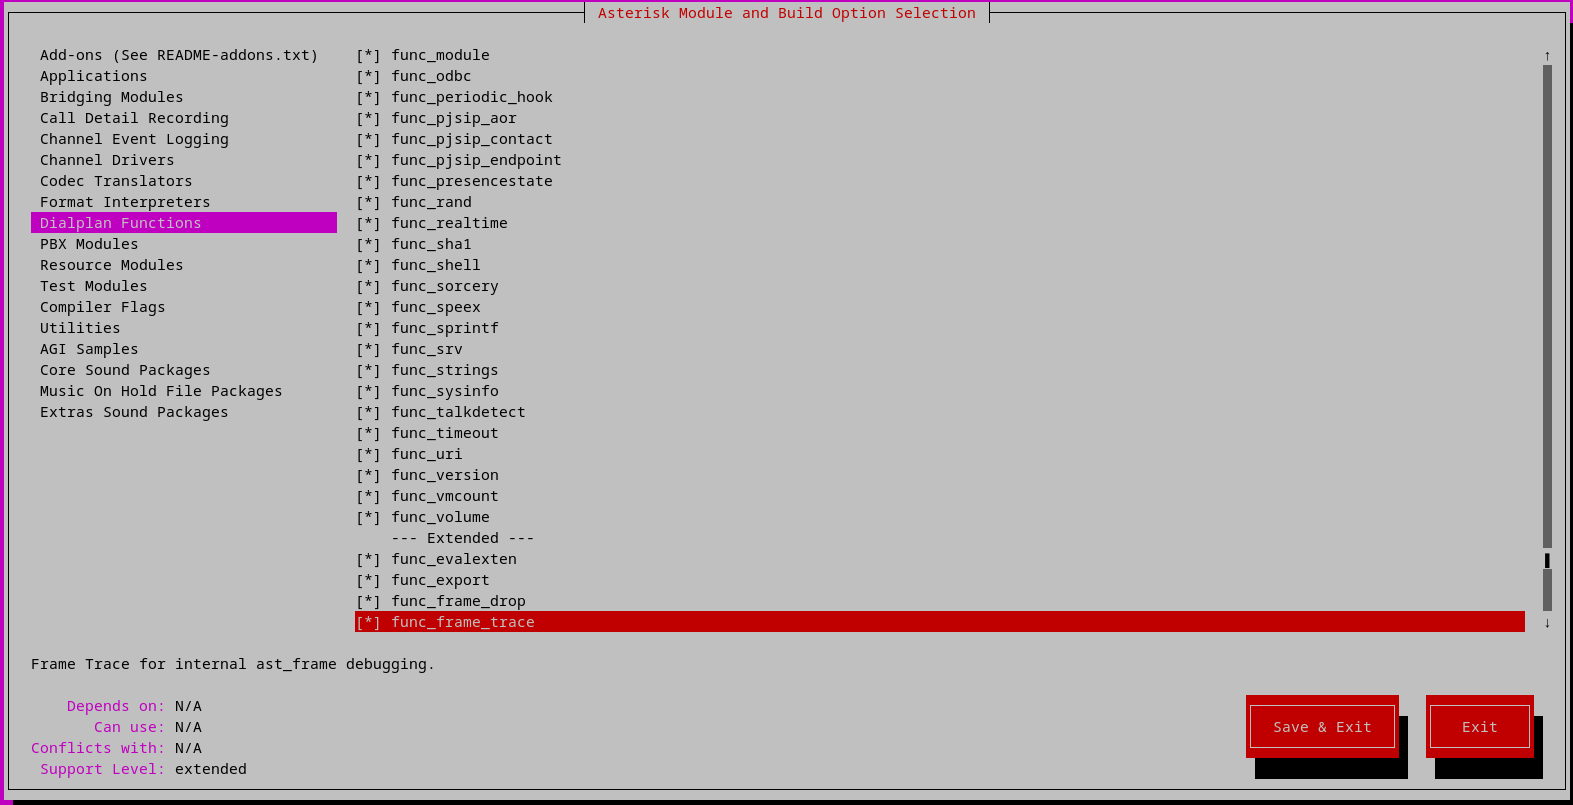 Asterisk Module and Build Option Selection
Add-ons (See README-addons.txt) [*] func_module ↑
Applications [*] func_odbc
Bridging Modules [*] func_periodic_hook
Call Detail Recording [*] func_pjsip_aor
Channel Event Logging [*] func_pjsip_contact
Channel Drivers [*] func_pjsip_endpoint
Codec Translators [*] func_presencestate
Format Interpreters [*] func_rand
Dialplan Functions [*] func_realtime
PBX Modules [*] func_sha1
Resource Modules [*] func_shell
Test Modules [*] func_sorcery
Compiler Flags [*] func_speex
Utilities [*] func_sprintf
AGI Samples [*] func_srv
Core Sound Packages [*] func_strings
Music On Hold File Packages [*] func_sysinfo
Extras Sound Packages [*] func_talkdetect
[*] func_timeout
[*] func_uri
[*] func_version
[*] func_vmcount
[*] func_volume
--- Extended ---
[*] func_evalexten
[*] func_export
[*] func_frame_drop
[*] func_frame_trace ↓
Frame Trace for internal ast_frame debugging.
Depends on: N/A
Can use: N/A Save & Exit Exit
Conflicts with: N/A
Support Level: extended